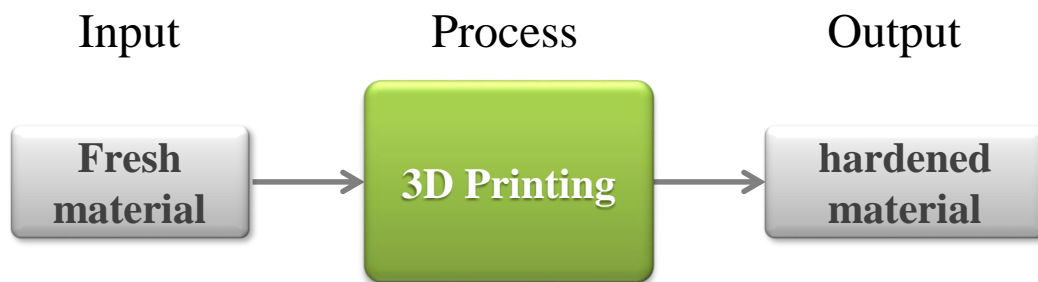 Input Process Output
Fresh
material
3D Printing
hardened
material